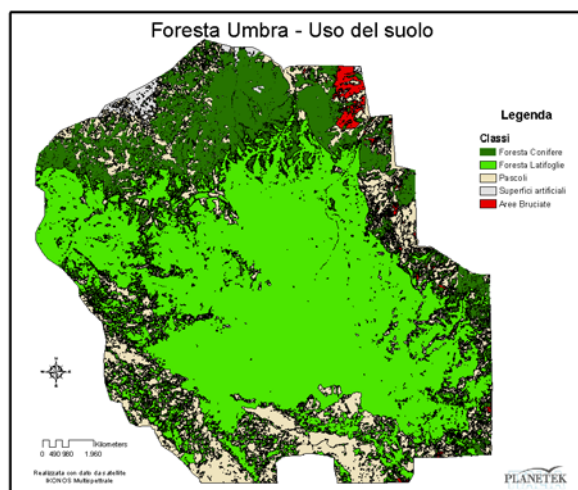 Foresta Umbra - Uso del suolo
Legenda
Classi
Foresta Conifere
Foresta Latifoglie
Pascoli
Superfici artificiali
Aree Bruciate
Kilometers
0 490 980 1.960
Realizzata con dato da satellite
IKONOS Multispettrale
PLANETEK